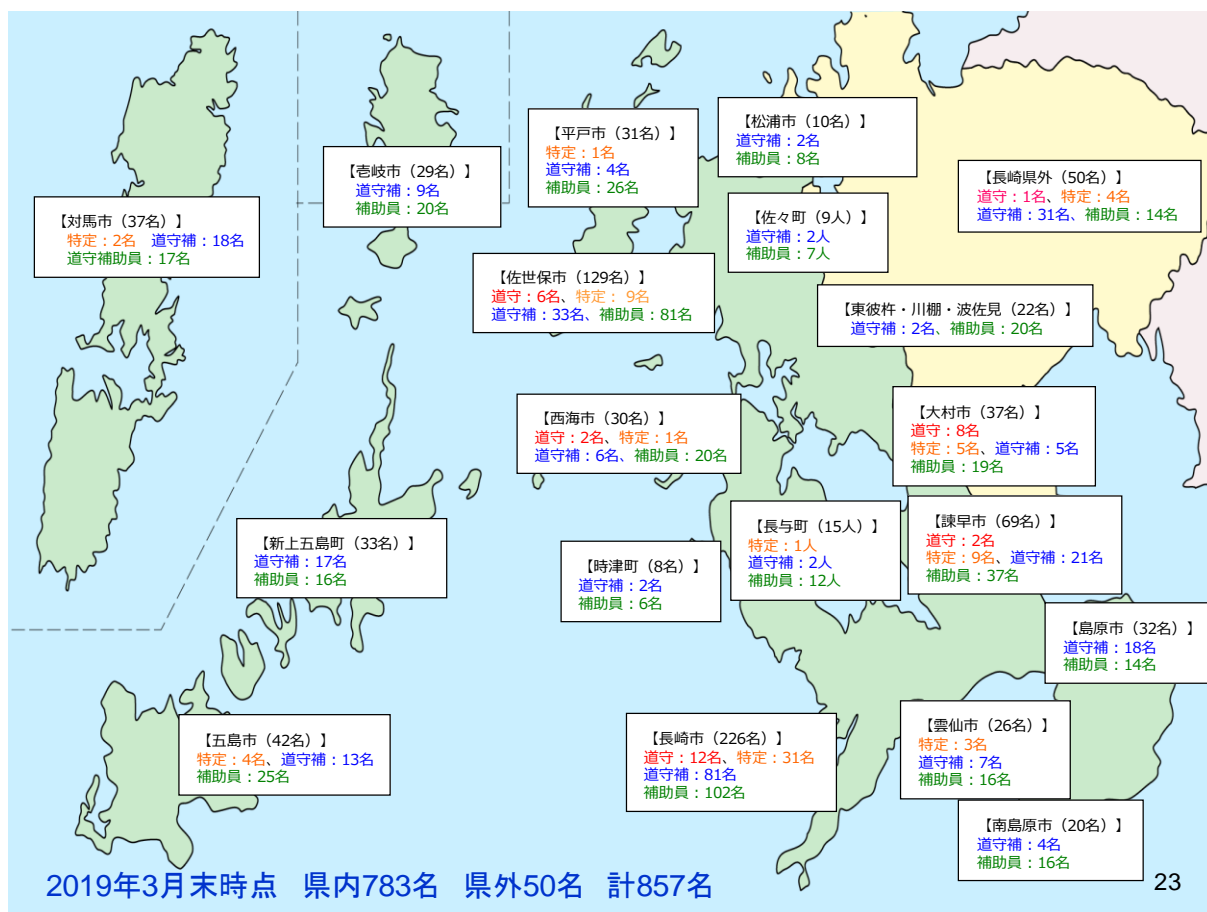 【対馬市（37名）】
特定：2名　道守補：18名
道守補助員：17名
【壱岐市（29名）】
道守補：9名
補助員：20名
【平戸市（31名）】
特定：1名
道守補：4名
補助員：26名
【松浦市（10名）】
道守補：2名
補助員：8名
【長崎県外（50名）】
道守：1名、特定：4名
道守補：31名、補助員：14名
【佐々町（9人）】
道守補：2人
補助員：7人
【佐世保市（129名）】
道守：6名、特定： 9名
道守補：33名、補助員：81名
【東彼杵・川棚・波佐見（22名）】
道守補：2名、補助員：20名
【西海市（30名）】
道守：2名、特定：1名
道守補：6名、補助員：20名
【大村市（37名）】
道守：8名
特定：5名、道守補：5名
補助員：19名
【新上五島町（33名）】
道守補：17名
補助員：16名
【時津町（8名）】
道守補：2名
補助員：6名
【長与町（15人）】
特定：1人
道守補：2人
補助員：12人
【諫早市（69名）】
道守：2名
特定：9名、道守補：21名
補助員：37名
【島原市（32名）】
道守補：18名
補助員：14名
【五島市（42名）】
特定：4名、道守補：13名
補助員：25名
【長崎市（226名）】
道守：12名、特定：31名
道守補：81名
補助員：102名
【雲仙市（26名）】
特定：3名
道守補：7名
補助員：16名
【南島原市（20名）】
道守補：4名
補助員：16名
2019年3月末時点　県内783名　県外50名　計857名
23